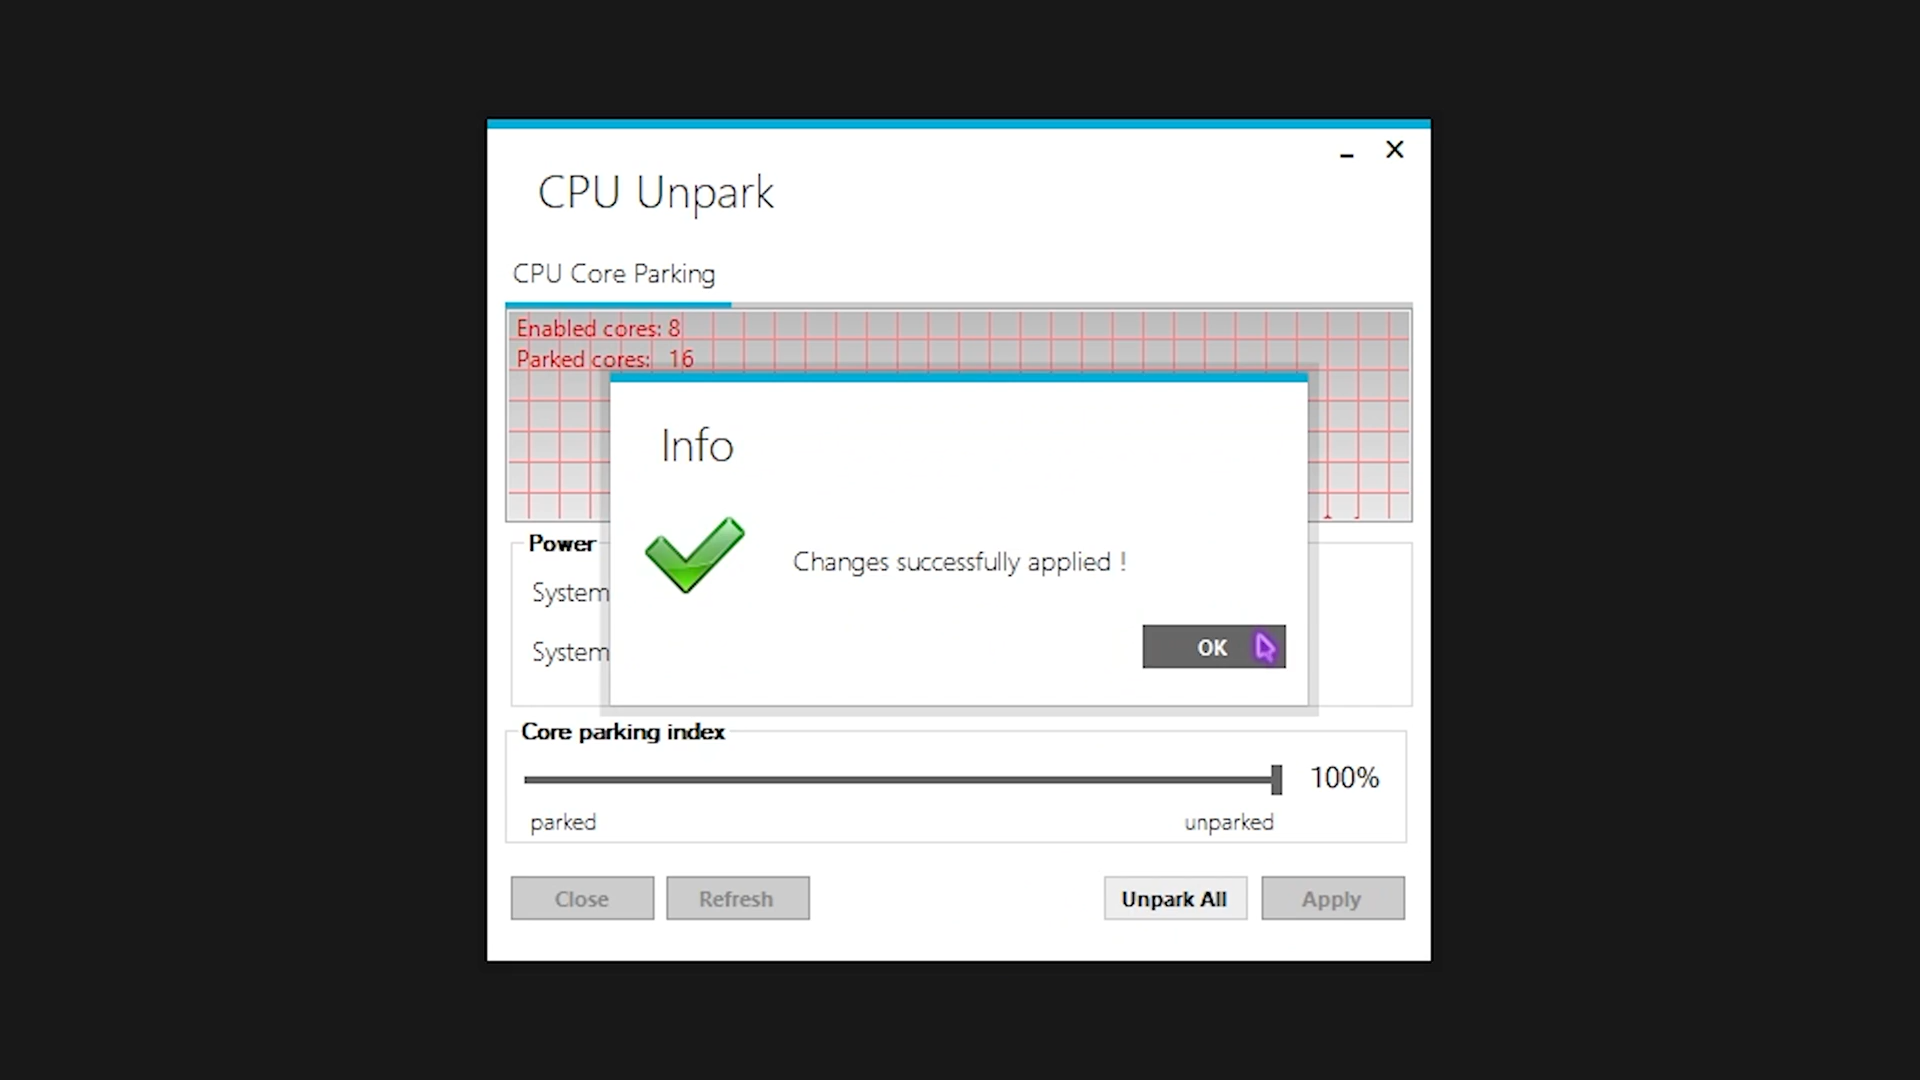 CPU Unpark
CPU Core Parking
Enabled cores: 8
Parked cores: 16
Info
Changes successfully applied !
OK
Power
System
System
Core parking index
100%
parked
unparked
Close
Refresh
Unpark All
Apply